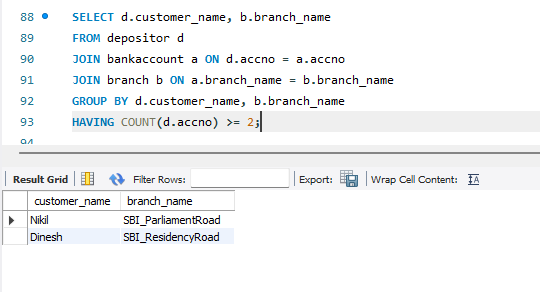 88 SELECT d.customer_name, b.branch_name
89 FROM depositor d
90 JOIN bankaccount a ON d.accno = a.accno
91 JOIN branch b ON a.branch_name = b.branch_name
92 GROUP BY d.customer_name, b.branch_name
93 HAVING COUNT(d.accno) >= 2;
94
Result Grid Filter Rows: Export: Wrap Cell Content: IA
customer_name branch_name
Nikil SBI_ParliamentRoad
Dinesh SBI_ResidencyRoad